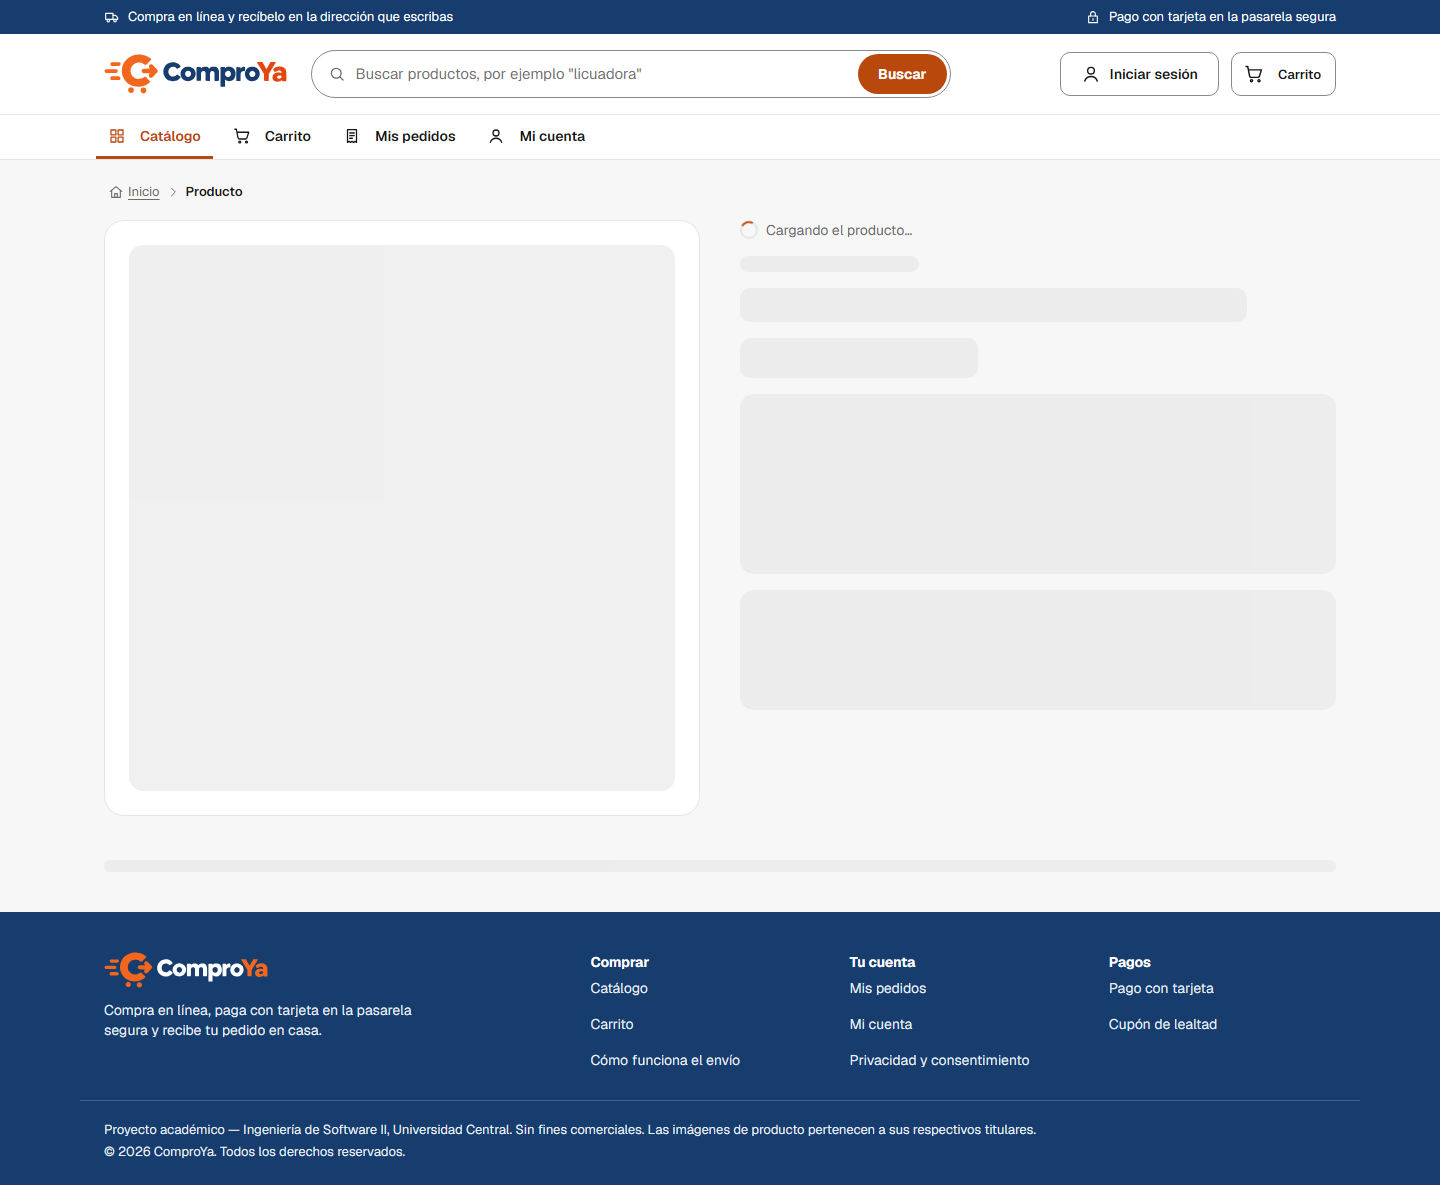 Compra en línea y recíbelo en la dirección que escribas
Pago con tarjeta en la pasarela segura
ComproYa
Buscar productos, por ejemplo "licuadora"
Buscar
Iniciar sesión
Carrito
Catálogo
Carrito
Mis pedidos
Mi cuenta
Inicio
Producto
Cargando el producto…
ComproYa
Compra en línea, paga con tarjeta en la pasarela
segura y recibe tu pedido en casa.
Comprar
Catálogo
Carrito
Cómo funciona el envío
Tu cuenta
Mis pedidos
Mi cuenta
Privacidad y consentimiento
Pagos
Pago con tarjeta
Cupón de lealtad
Proyecto académico — Ingeniería de Software II, Universidad Central. Sin fines comerciales. Las imágenes de producto pertenecen a sus respectivos titulares.
© 2026 ComproYa. Todos los derechos reservados.